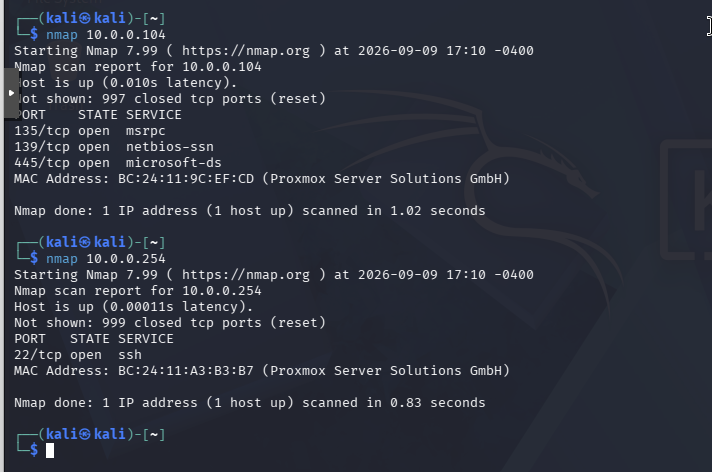 ┌──(kali㉿kali)-[~]
└─$ nmap 10.0.0.104
Starting Nmap 7.99 ( https://nmap.org ) at 2026-09-09 17:10 -0400
Nmap scan report for 10.0.0.104
Host is up (0.010s latency).
Not shown: 997 closed tcp ports (reset)
PORT    STATE SERVICE
135/tcp open  msrpc
139/tcp open  netbios-ssn
445/tcp open  microsoft-ds
MAC Address: BC:24:11:9C:EF:CD (Proxmox Server Solutions GmbH)

Nmap done: 1 IP address (1 host up) scanned in 1.02 seconds

┌──(kali㉿kali)-[~]
└─$ nmap 10.0.0.254
Starting Nmap 7.99 ( https://nmap.org ) at 2026-09-09 17:10 -0400
Nmap scan report for 10.0.0.254
Host is up (0.00011s latency).
Not shown: 999 closed tcp ports (reset)
PORT   STATE SERVICE
22/tcp open  ssh
MAC Address: BC:24:11:A3:B3:B7 (Proxmox Server Solutions GmbH)

Nmap done: 1 IP address (1 host up) scanned in 0.83 seconds

┌──(kali㉿kali)-[~]
└─$